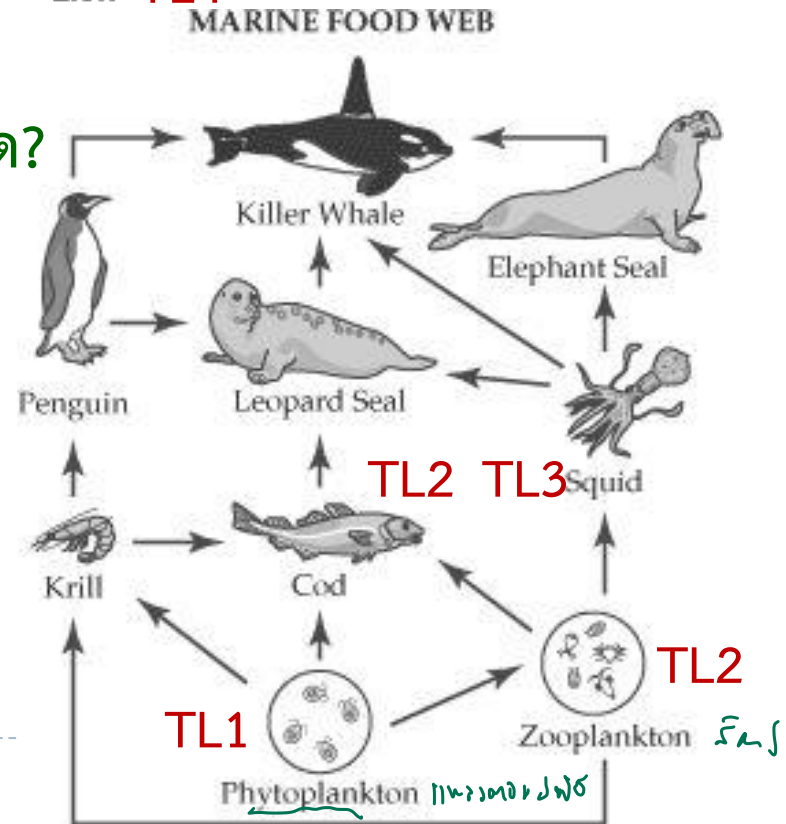 MARINE FOOD WEB
ด?
Killer Whale
Elephant Seal
Penguin
Leopard Seal
TL2 TL3
Squid
Krill
Cod
TL2
TL1
Zooplankton
Phytoplankton